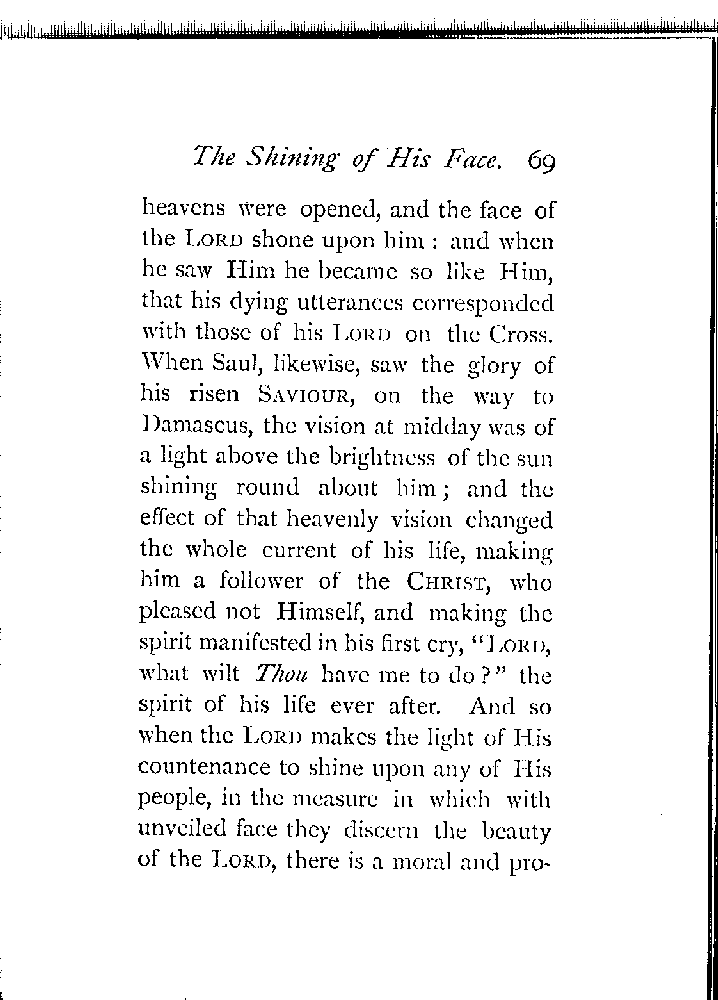 The Shining of His Face. 69
heavens were opened, and the face of
the LORD shone upon him : and when
he saw Him he became so like Him,
that his dying utterances corresponded
with those of his LORD on the Cross.
When Saul, likewise, saw the glory of
his risen SAVIOUR, on the way to
Damascus, the vision at midday was of
a light above the brightness of the sun
shining round about him; and the
effect of that heavenly vision changed
the whole current of his life, making
him a follower of the CHRIST, who
pleased not Himself, and making the
spirit manifested in his first cry, “LORD,
what wilt Thou have me to do?” the
spirit of his life ever after. And so
when the LORD makes the light of His
countenance to shine upon any of His
people, in the measure in which with
unveiled face they discern the beauty
of the LORD, there is a moral and pro-